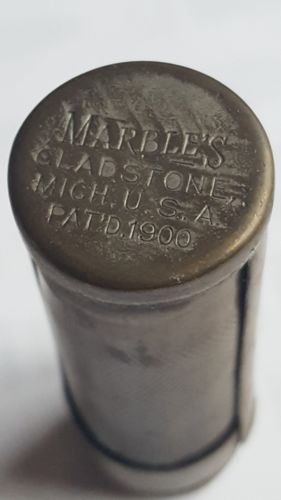 MARBLE'S
GLADSTONE,
MICH. U. S. A.
PAT'D. 1900